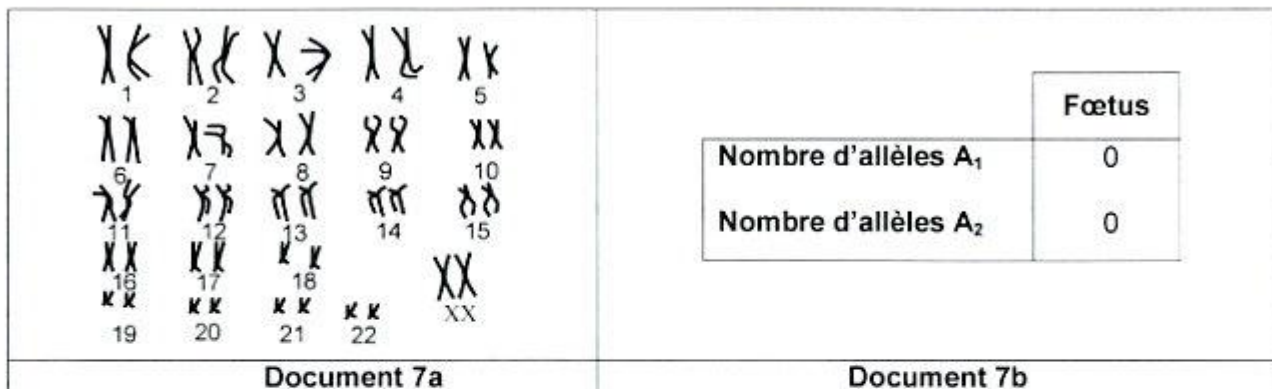 1 2 3 4 5
6 7 8 9 10
11 12 13 14 15
16 17 18
XX
19 20 21 22
Document 7a
Fœtus
Nombre d'allèles A₁ 0
Nombre d'allèles A₂ 0
Document 7b